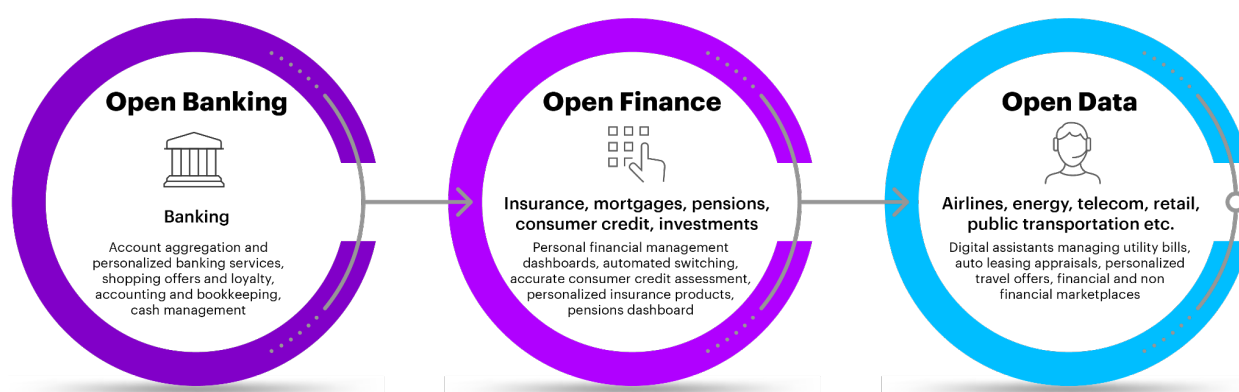 Open Banking
Banking
Account aggregation and
personalized banking services,
shopping offers and loyalty,
accounting and bookkeeping,
cash management
Open Finance
Insurance, mortgages, pensions,
consumer credit, investments
Personal financial management
dashboards, automated switching,
accurate consumer credit assessment,
personalized insurance products,
pensions dashboard
Open Data
Airlines, energy, telecom, retail,
public transportation etc.
Digital assistants managing utility bills,
auto leasing appraisals, personalized
travel offers, financial and non
financial marketplaces